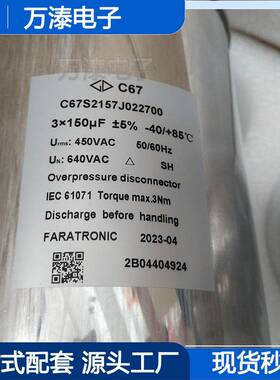 万漆电子
C67
C67S2157J022700
3×150μF ±5% -40/+85℃
Urms: 450VAC 50/60Hz
UN: 640VAC △ SH
Overpressure disconnector
IEC 61071 Torque max.3Nm
Discharge before handling
FARATRONIC 2023-04
2B04404924
式配套 源头工厂 现货秒